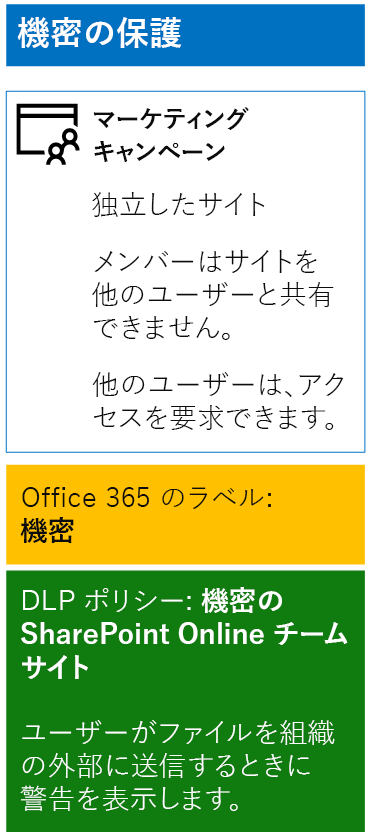 機密の保護
マーケティング
キャンペーン
独立したサイト
メンバーはサイトを
他のユーザーと共有
できません。
他のユーザーは、アク
セスを要求できます。
Office 365 のラベル:
機密
DLP ポリシー: 機密の
SharePoint Online チーム
サイト
ユーザーがファイルを組織
の外部に送信するときに
警告を表示します。